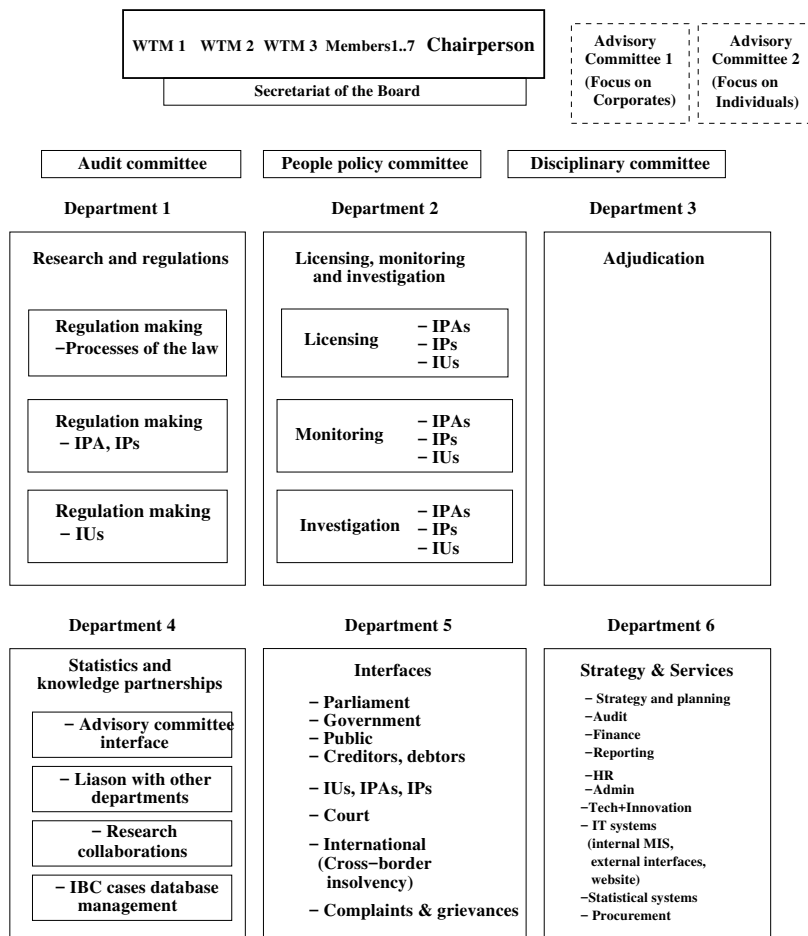 WTM 1 WTM 2 WTM 3 Members1..7 Chairperson
Secretariat of the Board
Advisory
Committee 1
(Focus on
Corporates)
Advisory
Committee 2
(Focus on
Individuals)
Audit committee
People policy committee
Disciplinary committee
Department 1
Research and regulations
Regulation making
−Processes of the law
Regulation making
− IPA, IPs
Regulation making
− IUs
Department 2
Licensing, monitoring
and investigation
Licensing
− IPAs
− IPs
− IUs
Monitoring
− IPAs
− IPs
− IUs
Investigation
− IPAs
− IPs
− IUs
Department 3
Adjudication
Department 4
Statistics and
knowledge partnerships
− Advisory committee
interface
− Liason with other
departments
− Research
collaborations
− IBC cases database
management
Department 5
Interfaces
− Parliament
− Government
− Public
− Creditors, debtors
− IUs, IPAs, IPs
− Court
− International
(Cross−border
insolvency)
− Complaints & grievances
Department 6
Strategy & Services
− Strategy and planning
−Audit
−Finance
−Reporting
−HR
−Admin
−Tech+Innovation
− IT systems
(internal MIS,
external interfaces,
website)
−Statistical systems
− Procurement